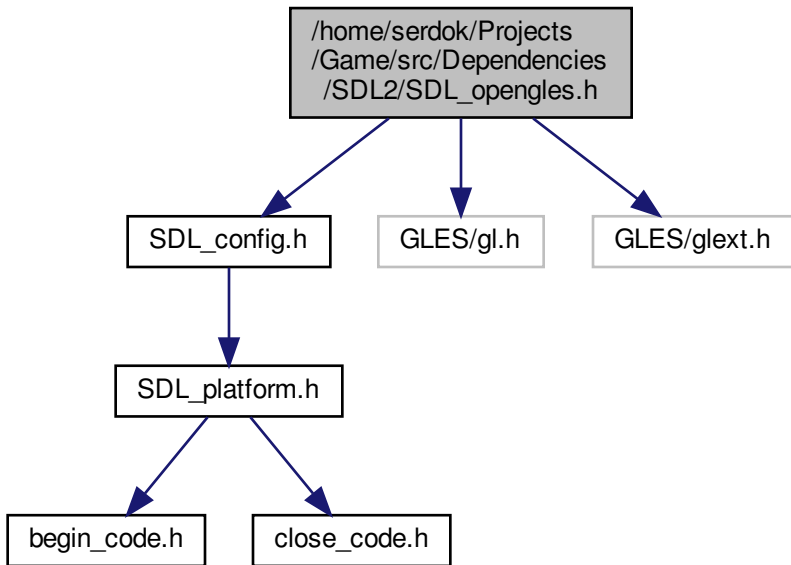 /home/serdok/Projects
/Game/src/Dependencies
/SDL2/SDL_opengles.h
SDL_config.h
GLES/gl.h
GLES/glext.h
SDL_platform.h
begin_code.h
close_code.h